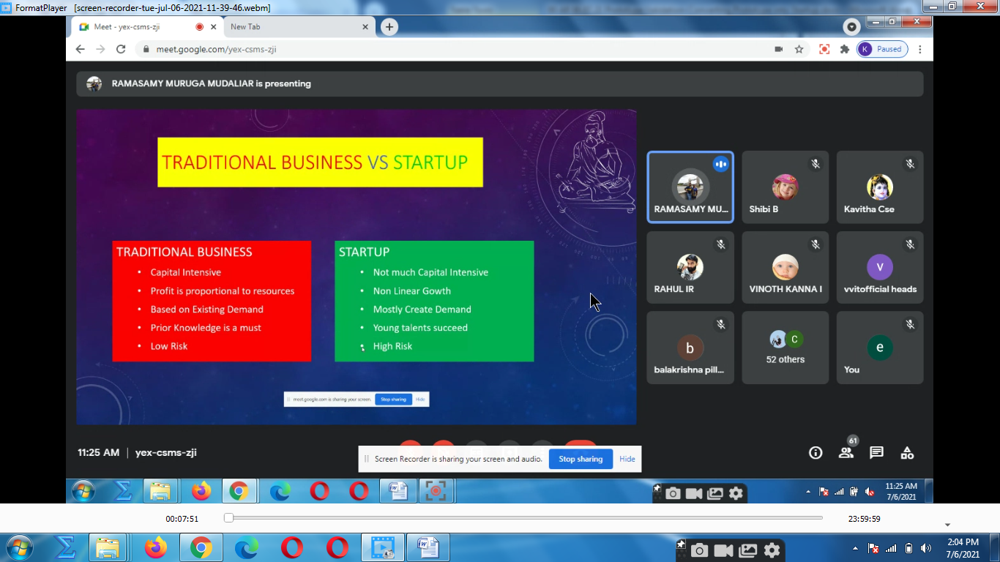 FormatPlayer [screen-recorder-tue-jul-06-2021-11-39-46.webm]
Meet - yex-csms-zji
New Tab
meet.google.com/yex-csms-zji
K Paused
RAMASAMY MURUGA MUDALIAR is presenting
TRADITIONAL BUSINESS VS STARTUP
TRADITIONAL BUSINESS
• Capital Intensive
• Profit is proportional to resources
• Based on Existing Demand
• Prior Knowledge is a must
• Low Risk
STARTUP
• Not much Capital Intensive
• Non Linear Gowth
• Mostly Create Demand
• Young talents succeed
• High Risk
meet.google.com is sharing your screen. Stop sharing Hide
RAMASAMY MU...
Shibi B
Kavitha Cse
RAHUL IR
VINOTH KANNA I
v
vvitofficial heads
b
balakrishna pill...
C
52 others
e
You
11:25 AM | yex-csms-zji
61
Screen Recorder is sharing your screen and audio. Stop sharing Hide
11:25 AM
7/6/2021
00:07:51
23:59:59
2:04 PM
7/6/2021